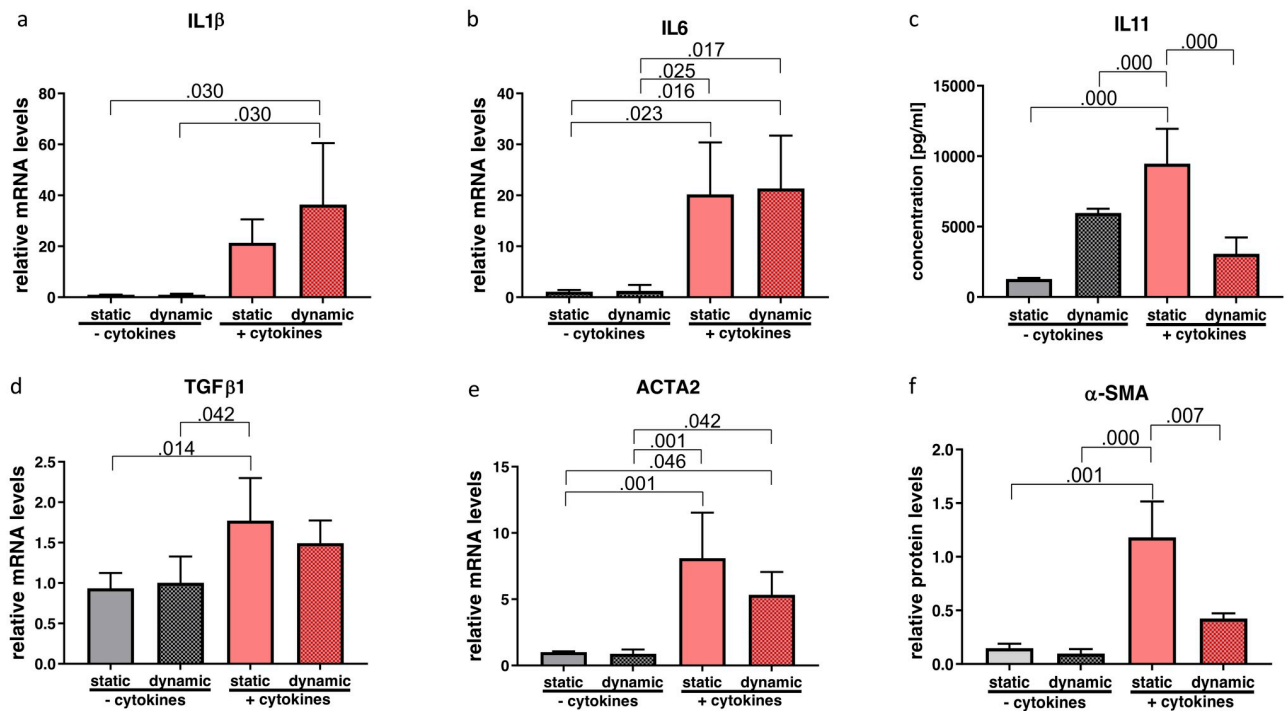 a
IL1β
.030
.030
relative mRNA levels
80
60
40
20
0
static dynamic static dynamic
- cytokines + cytokines
b
IL6
.017
.025
.016
.023
relative mRNA levels
40
30
20
10
0
static dynamic static dynamic
- cytokines + cytokines
c
IL11
.000
.000
.000
concentration [pg/ml]
15000
10000
5000
0
static dynamic static dynamic
- cytokines + cytokines
d
TGFβ1
.042
.014
relative mRNA levels
2.5
2.0
1.5
1.0
0.5
0.0
static dynamic static dynamic
- cytokines + cytokines
e
ACTA2
.042
.001
.046
.001
relative mRNA levels
15
10
5
0
static dynamic static dynamic
- cytokines + cytokines
f
α-SMA
.007
.000
.001
relative protein levels
2.0
1.5
1.0
0.5
0.0
static dynamic static dynamic
- cytokines + cytokines